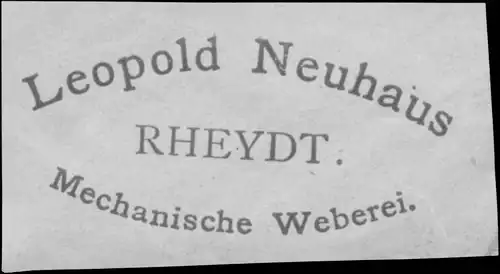 Leopold Neuhaus
RHEYDT.
Mechanische Weberei.